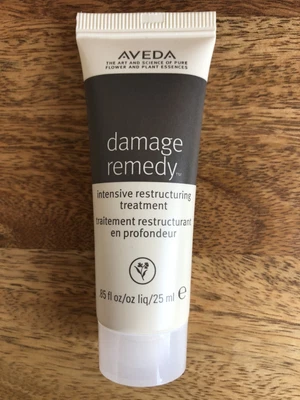 AVEDA
THE ART AND SCIENCE OF PURE
FLOWER AND PLANT ESSENCES
damage
remedy™
intensive restructuring
treatment
traitement restructurant
en profondeur
.85 fl oz/oz liq/25 ml ℮